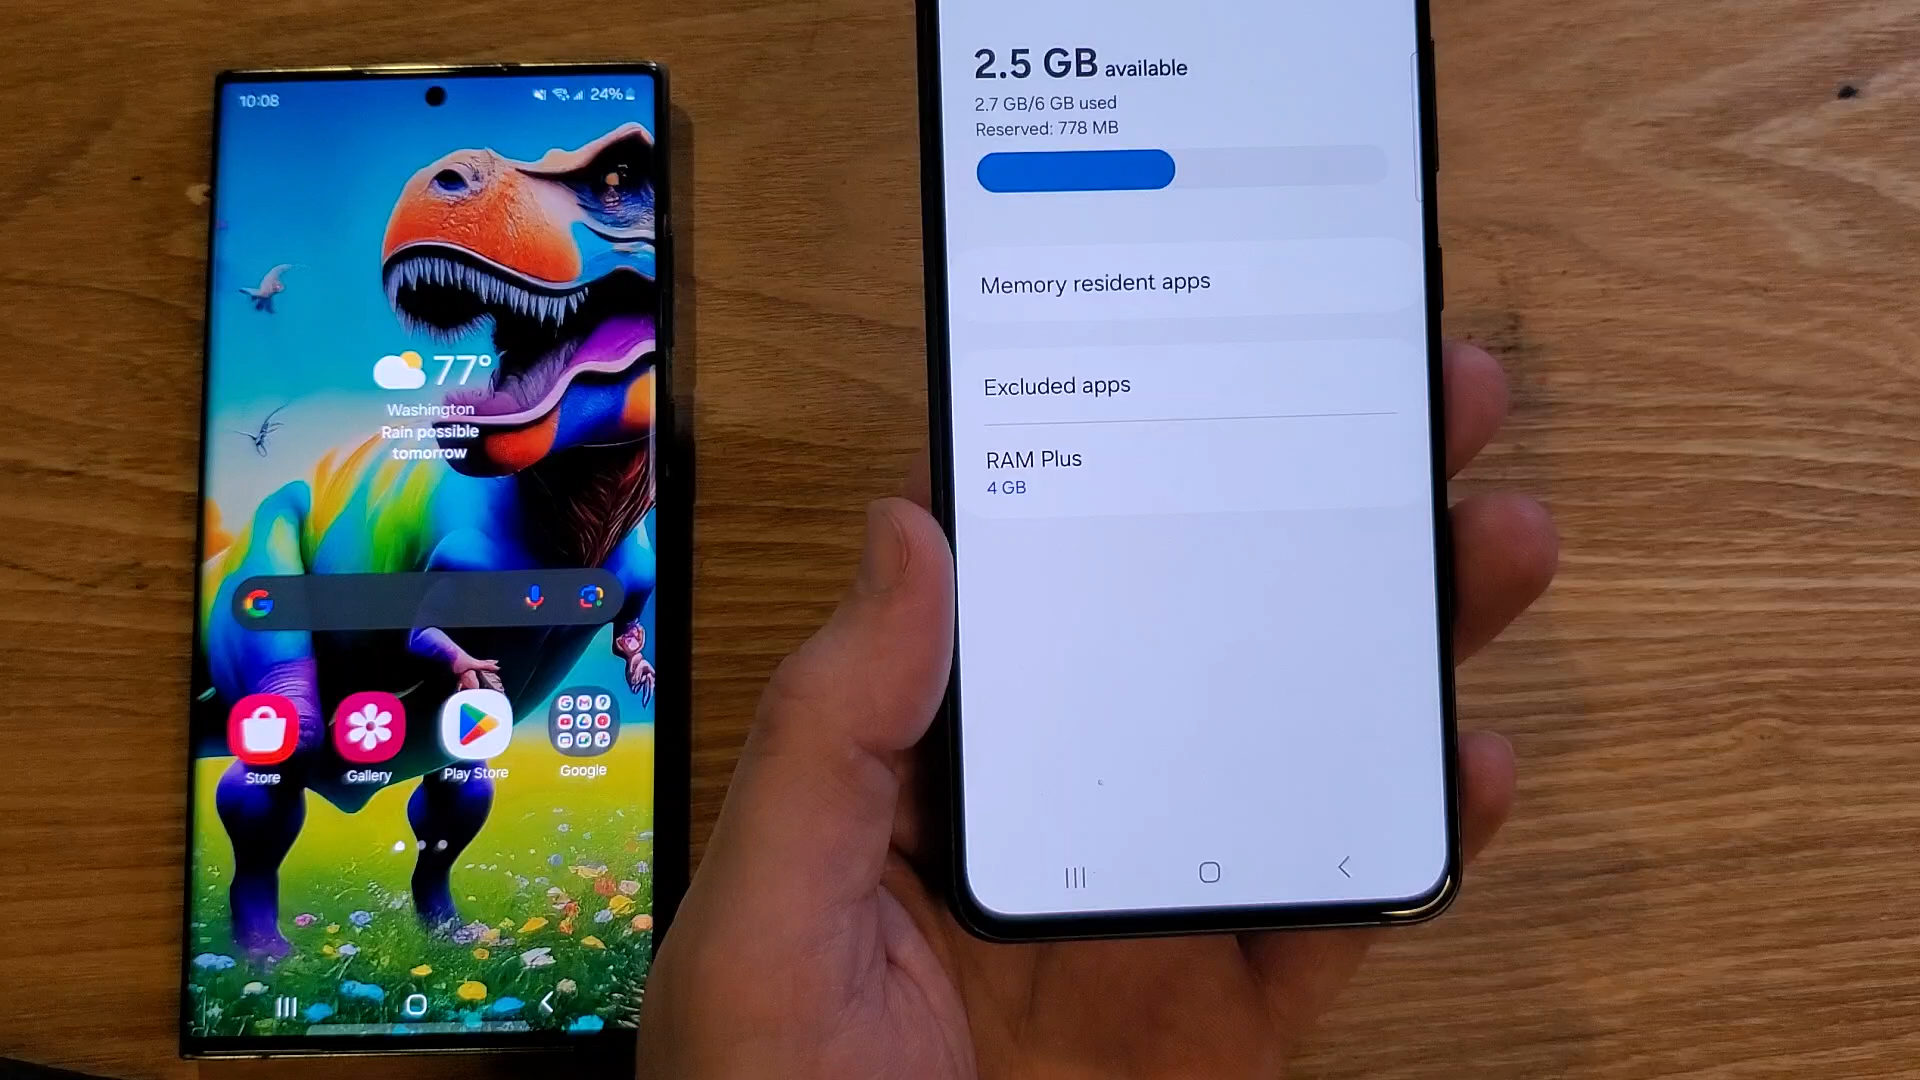 10:08
24%
77°
Washington
Rain possible
tomorrow
Store
Gallery
Play Store
Google
2.5 GB available
2.7 GB/6 GB used
Reserved: 778 MB
Memory resident apps
Excluded apps
RAM Plus
4 GB